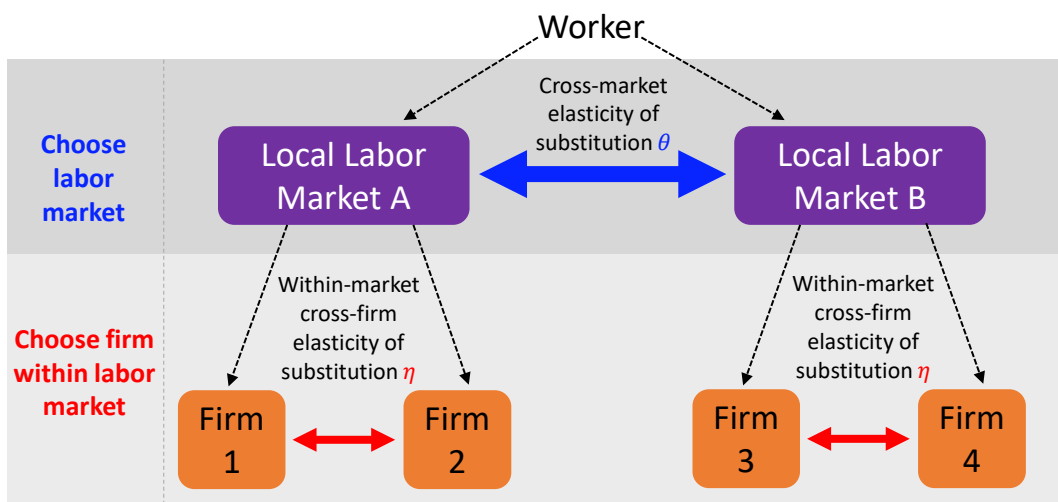 Worker
Choose
labor
market
Cross-market
elasticity of
substitution θ
Local Labor
Market A
Local Labor
Market B
Choose firm
within labor
market
Within-market
cross-firm
elasticity of
substitution η
Within-market
cross-firm
elasticity of
substitution η
Firm
1
Firm
2
Firm
3
Firm
4